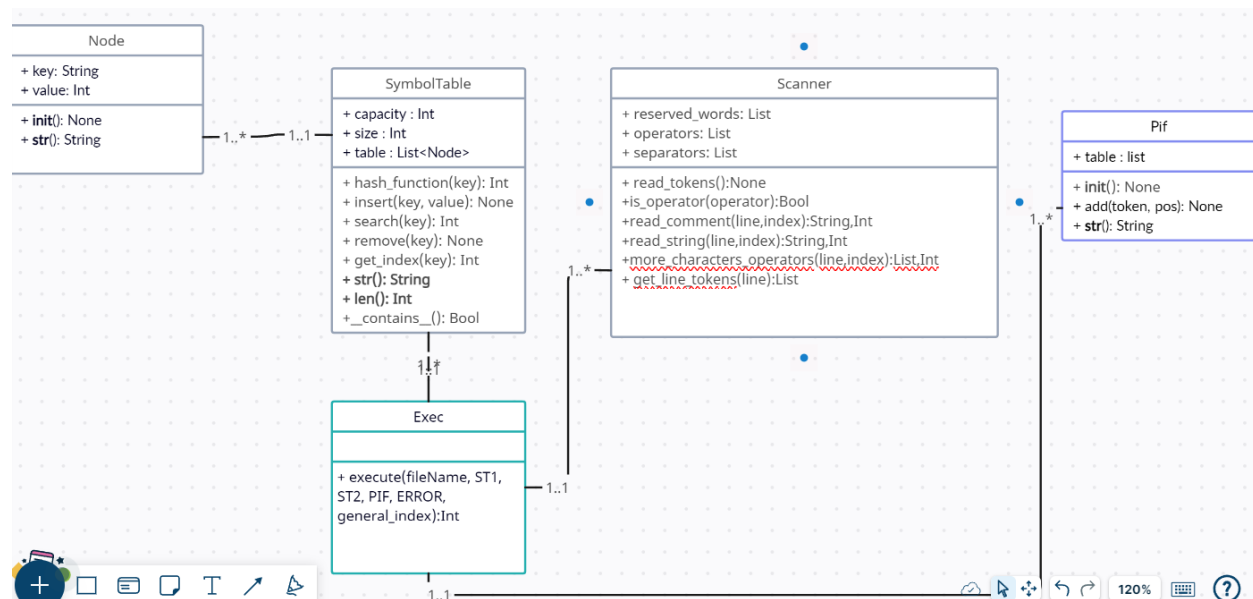 Node
+ key: String
+ value: Int
+ init(): None
+ str(): String
1..*
1..1
SymbolTable
+ capacity : Int
+ size : Int
+ table : List<Node>
+ hash_function(key): Int
+ insert(key, value): None
+ search(key): Int
+ remove(key): None
+ get_index(key): Int
+ str(): String
+ len(): Int
+__contains__(): Bool
Scanner
+ reserved_words: List
+ operators: List
+ separators: List
+ read_tokens():None
+is_operator(operator):Bool
+read_comment(line,index):String,Int
+read_string(line,index):String,Int
+more_characters_operators(line,index):List,Int
+ get_line_tokens(line):List
Pif
+ table : list
+ init(): None
+ add(token, pos): None
+ str(): String
1..*
1..*
Exec
+ execute(fileName, ST1,
ST2, PIF, ERROR,
general_index):Int
1..1
1..1
120%